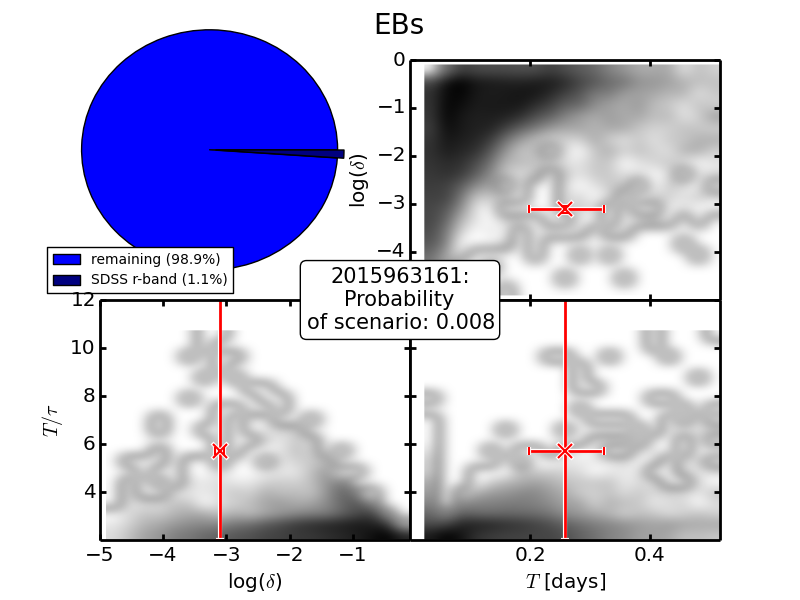 EBs
0
−1
−2
−3
−4
log(δ)
remaining (98.9%)
SDSS r-band (1.1%)
2015963161:
Probability
of scenario: 0.008
12
10
8
6
4
T/τ
−5 −4 −3 −2 −1
0.2 0.4
log(δ)
T [days]